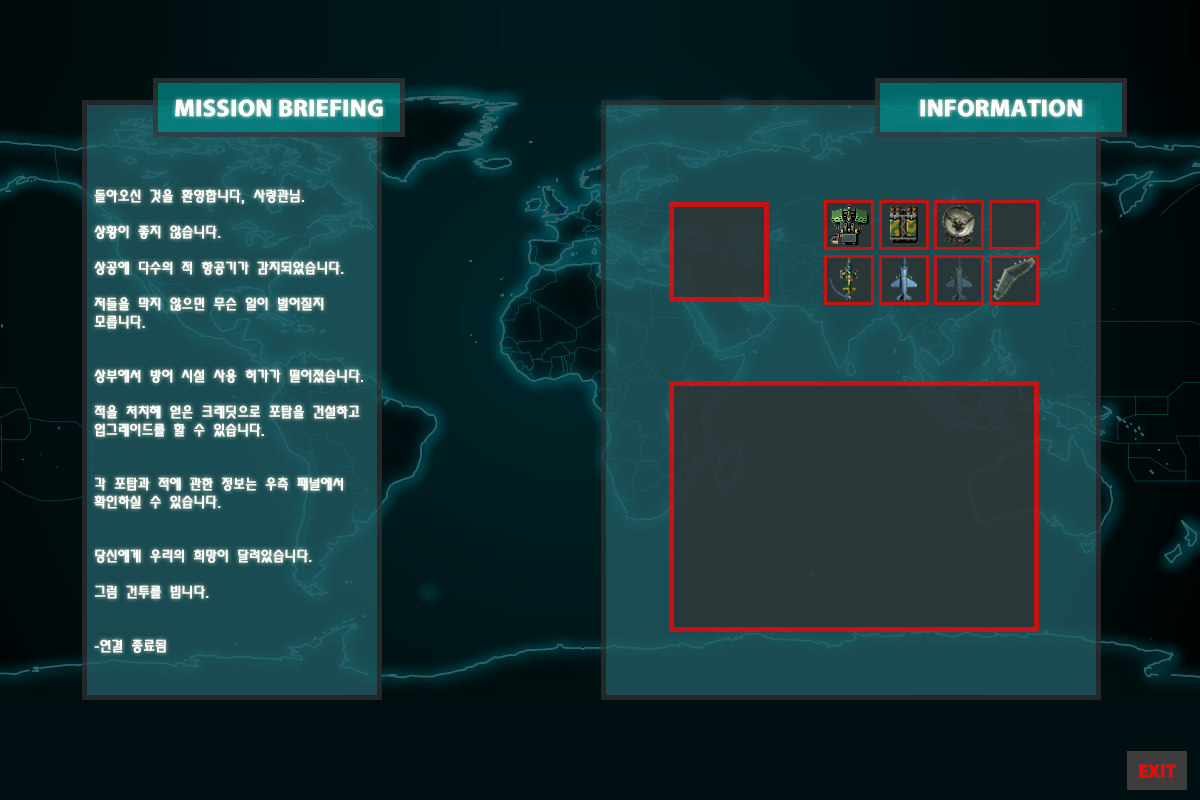 MISSION BRIEFING
돌아오신 것을 환영합니다, 사령관님.
상황이 좋지 않습니다.
상공에 다수의 적 항공기가 감지되었습니다.
저들을 막지 않으면 무슨 일이 벌어질지
모릅니다.
상부에서 방어 시설 사용 허가가 떨어졌습니다.
적을 처치해 얻은 크레딧으로 포탑을 건설하고
업그레이드를 할 수 있습니다.
각 포탑과 적에 관한 정보는 우측 패널에서
확인하실 수 있습니다.
당신에게 우리의 희망이 달려있습니다.
그럼 건투를 빕니다.
-연결 종료됨
INFORMATION
EXIT